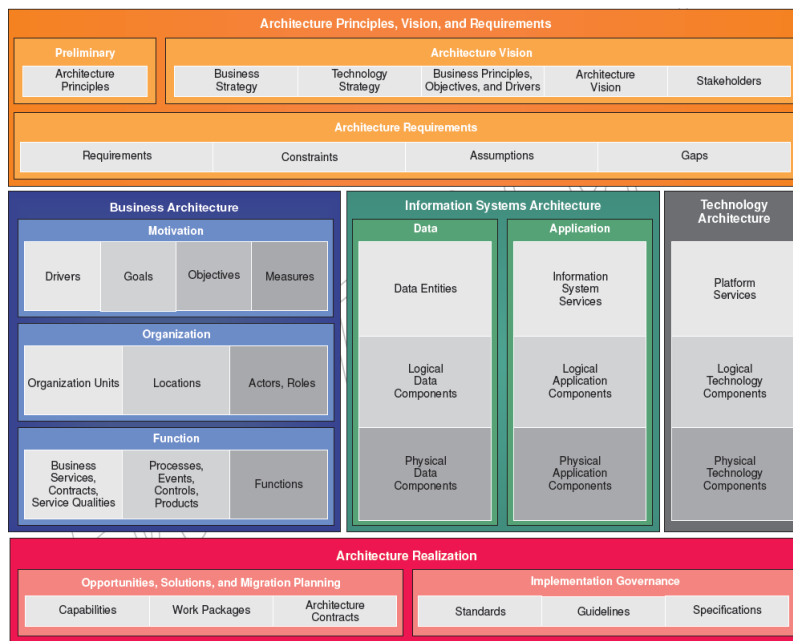 Architecture Principles, Vision, and Requirements
Preliminary
Architecture
Principles
Architecture Vision
Business
Strategy
Technology
Strategy
Business Principles,
Objectives, and Drivers
Architecture
Vision
Stakeholders
Architecture Requirements
Requirements
Constraints
Assumptions
Gaps
Business Architecture
Motivation
Drivers
Goals
Objectives
Measures
Organization
Organization Units
Locations
Actors, Roles
Function
Business
Services,
Contracts,
Service Qualities
Processes,
Events,
Controls,
Products
Functions
Information Systems Architecture
Data
Data Entities
Logical
Data
Components
Physical
Data
Components
Application
Information
System
Services
Logical
Application
Components
Physical
Application
Components
Technology
Architecture
Platform
Services
Logical
Technology
Components
Physical
Technology
Components
Architecture Realization
Opportunities, Solutions, and Migration Planning
Capabilities
Work Packages
Architecture
Contracts
Implementation Governance
Standards
Guidelines
Specifications